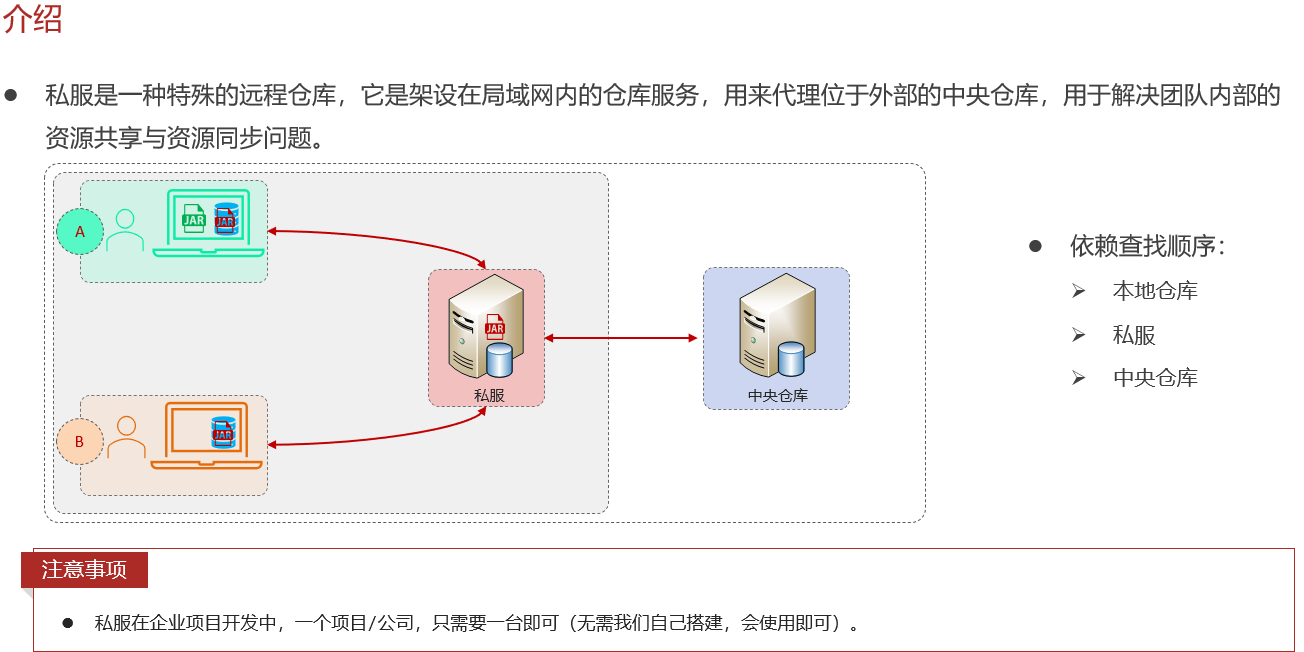 介绍
私服是一种特殊的远程仓库，它是架设在局域网内的仓库服务，用来代理位于外部的中央仓库，用于解决团队内部的
资源共享与资源同步问题。
A
JAR
JAR
依赖查找顺序：
本地仓库
私服
中央仓库
JAR
私服
中央仓库
B
JAR
注意事项
私服在企业项目开发中，一个项目/公司，只需要一台即可（无需我们自己搭建，会使用即可）。